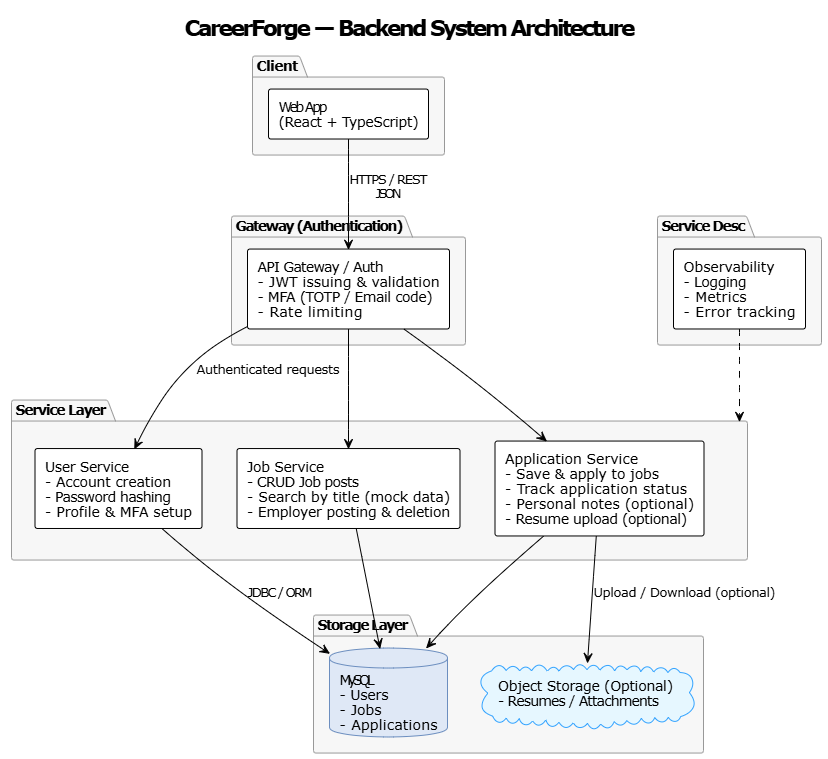 CareerForge — Backend System Architecture
Client
Web App
(React + TypeScript)
HTTPS / REST
JSON
Gateway (Authentication)
API Gateway / Auth
- JWT issuing & validation
- MFA (TOTP / Email code)
- Rate limiting
Service Desc
Observability
- Logging
- Metrics
- Error tracking
Authenticated requests
Service Layer
User Service
- Account creation
- Password hashing
- Profile & MFA setup
Job Service
- CRUD Job posts
- Search by title (mock data)
- Employer posting & deletion
Application Service
- Save & apply to jobs
- Track application status
- Personal notes (optional)
- Resume upload (optional)
JDBC / ORM
Upload / Download (optional)
Storage Layer
MySQL
- Users
- Jobs
- Applications
Object Storage (Optional)
- Resumes / Attachments